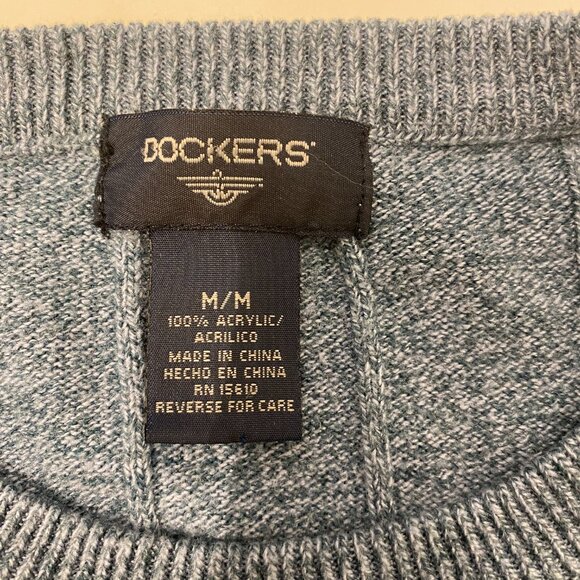 DOCKERS
M/M
100% ACRYLIC/
ACRILICO
MADE IN CHINA
HECHO EN CHINA
RN 15610
REVERSE FOR CARE